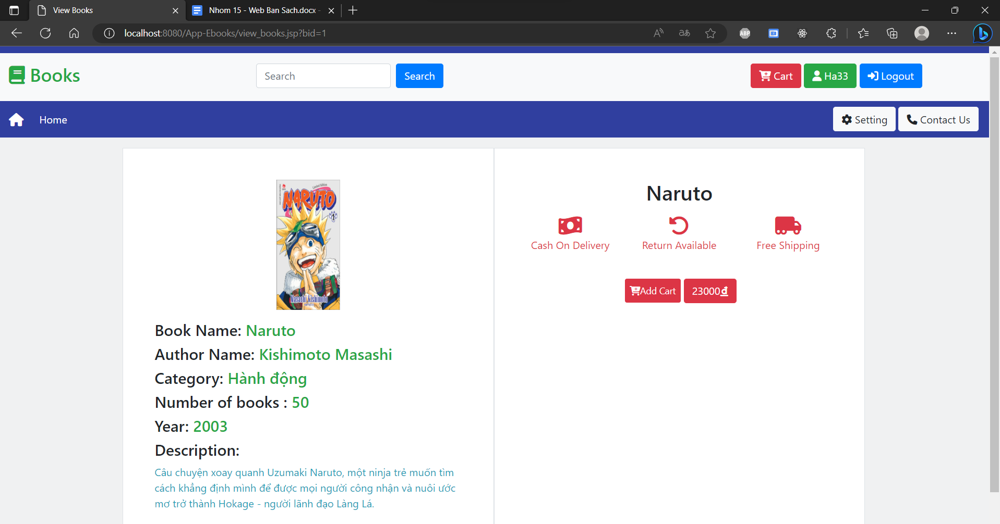 View Books
Nhom 15 - Web Ban Sach.docx -
localhost:8080/App-Ebooks/view_books.jsp?bid=1
ABP
Books
Search
Search
Cart
Ha33
Logout
Home
Setting
Contact Us
Limited Edition
NARUTO
1
Masashi Kishimoto
Naruto
Cash On Delivery
Return Available
Free Shipping
Add Cart
23000đ
Book Name: Naruto
Author Name: Kishimoto Masashi
Category: Hành động
Number of books : 50
Year: 2003
Description:
Câu chuyện xoay quanh Uzumaki Naruto, một ninja trẻ muốn tìm
cách khẳng định mình để được mọi người công nhận và nuôi ước
mơ trở thành Hokage - người lãnh đạo Làng Lá.